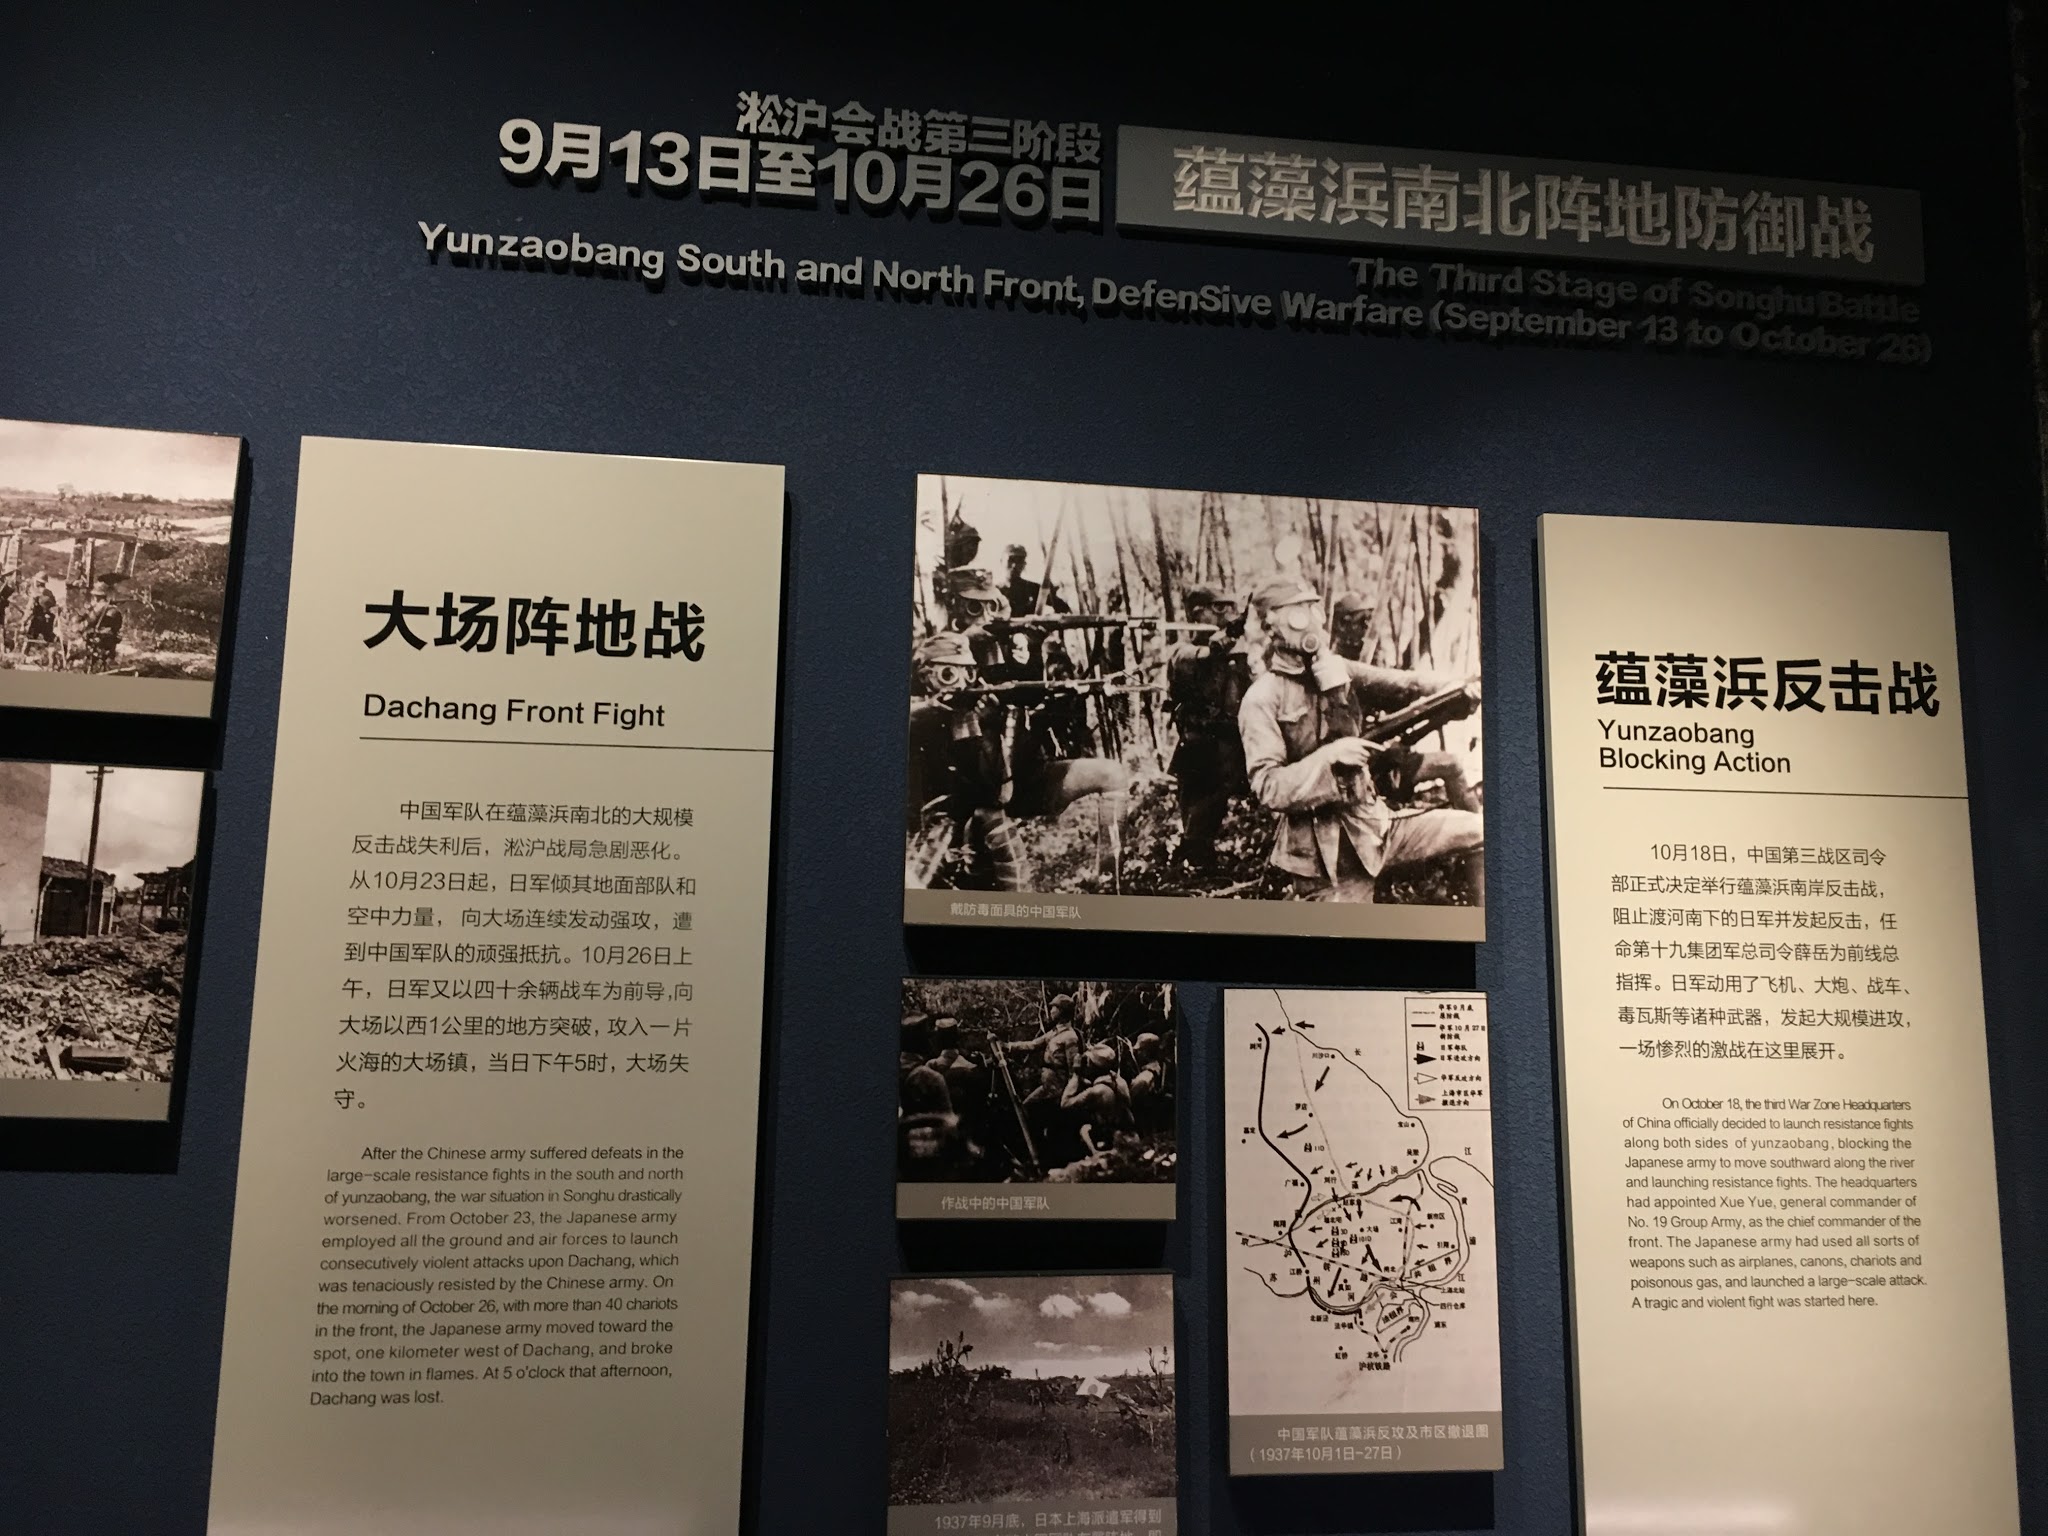 淞沪会战第三阶段
9月13日至10月26日
蕴藻浜南北阵地防御战
The Third Stage of Songhu Battle
Yunzaobang South and North Front, DefenSive Warfare (September 13 to October 26)
大场阵地战
Dachang Front Fight
中国军队在蕴藻浜南北的大规模
反击战失利后，淞沪战局急剧恶化。
从10月23日起，日军倾其地面部队和
空中力量，向大场连续发动强攻，遭
到中国军队的顽强抵抗。10月26日上
午，日军又以四十余辆战车为前导，向
大场以西1公里的地方突破，攻入一片
火海的大场镇，当日下午5时，大场失
守。
After the Chinese army suffered defeats in the
large-scale resistance fights in the south and north
of yunzaobang, the war situation in Songhu drastically
worsened. From October 23, the Japanese army
employed all the ground and air forces to launch
consecutively violent attacks upon Dachang, which
was tenaciously resisted by the Chinese army. On
the morning of October 26, with more than 40 chariots
in the front, the Japanese army moved toward the
spot, one kilometer west of Dachang, and broke
into the town in flames. At 5 o'clock that afternoon,
Dachang was lost.
戴防毒面具的中国军队
作战中的中国军队
1937年9月底，日本上海派遣军得到
中国军队蕴藻浜反攻及市区撤退图
（1937年10月1日-27日）
蕴藻浜反击战
Yunzaobang
Blocking Action
10月18日，中国第三战区司令
部正式决定举行蕴藻浜南岸反击战，
阻止渡河南下的日军并发起反击，任
命第十九集团军总司令薛岳为前线总
指挥。日军动用了飞机、大炮、战车、
毒瓦斯等诸种武器，发起大规模进攻，
一场惨烈的激战在这里展开。
On October 18, the third War Zone Headquarters
of China officially decided to launch resistance fights
along both sides of yunzaobang, blocking the
Japanese army to move southward along the river
and launching resistance fights. The headquarters
had appointed Xue Yue, general commander of
No. 19 Group Army, as the chief commander of the
front. The Japanese army had used all sorts of
weapons such as airplanes, canons, chariots and
poisonous gas, and launched a large-scale attack.
A tragic and violent fight was started here.